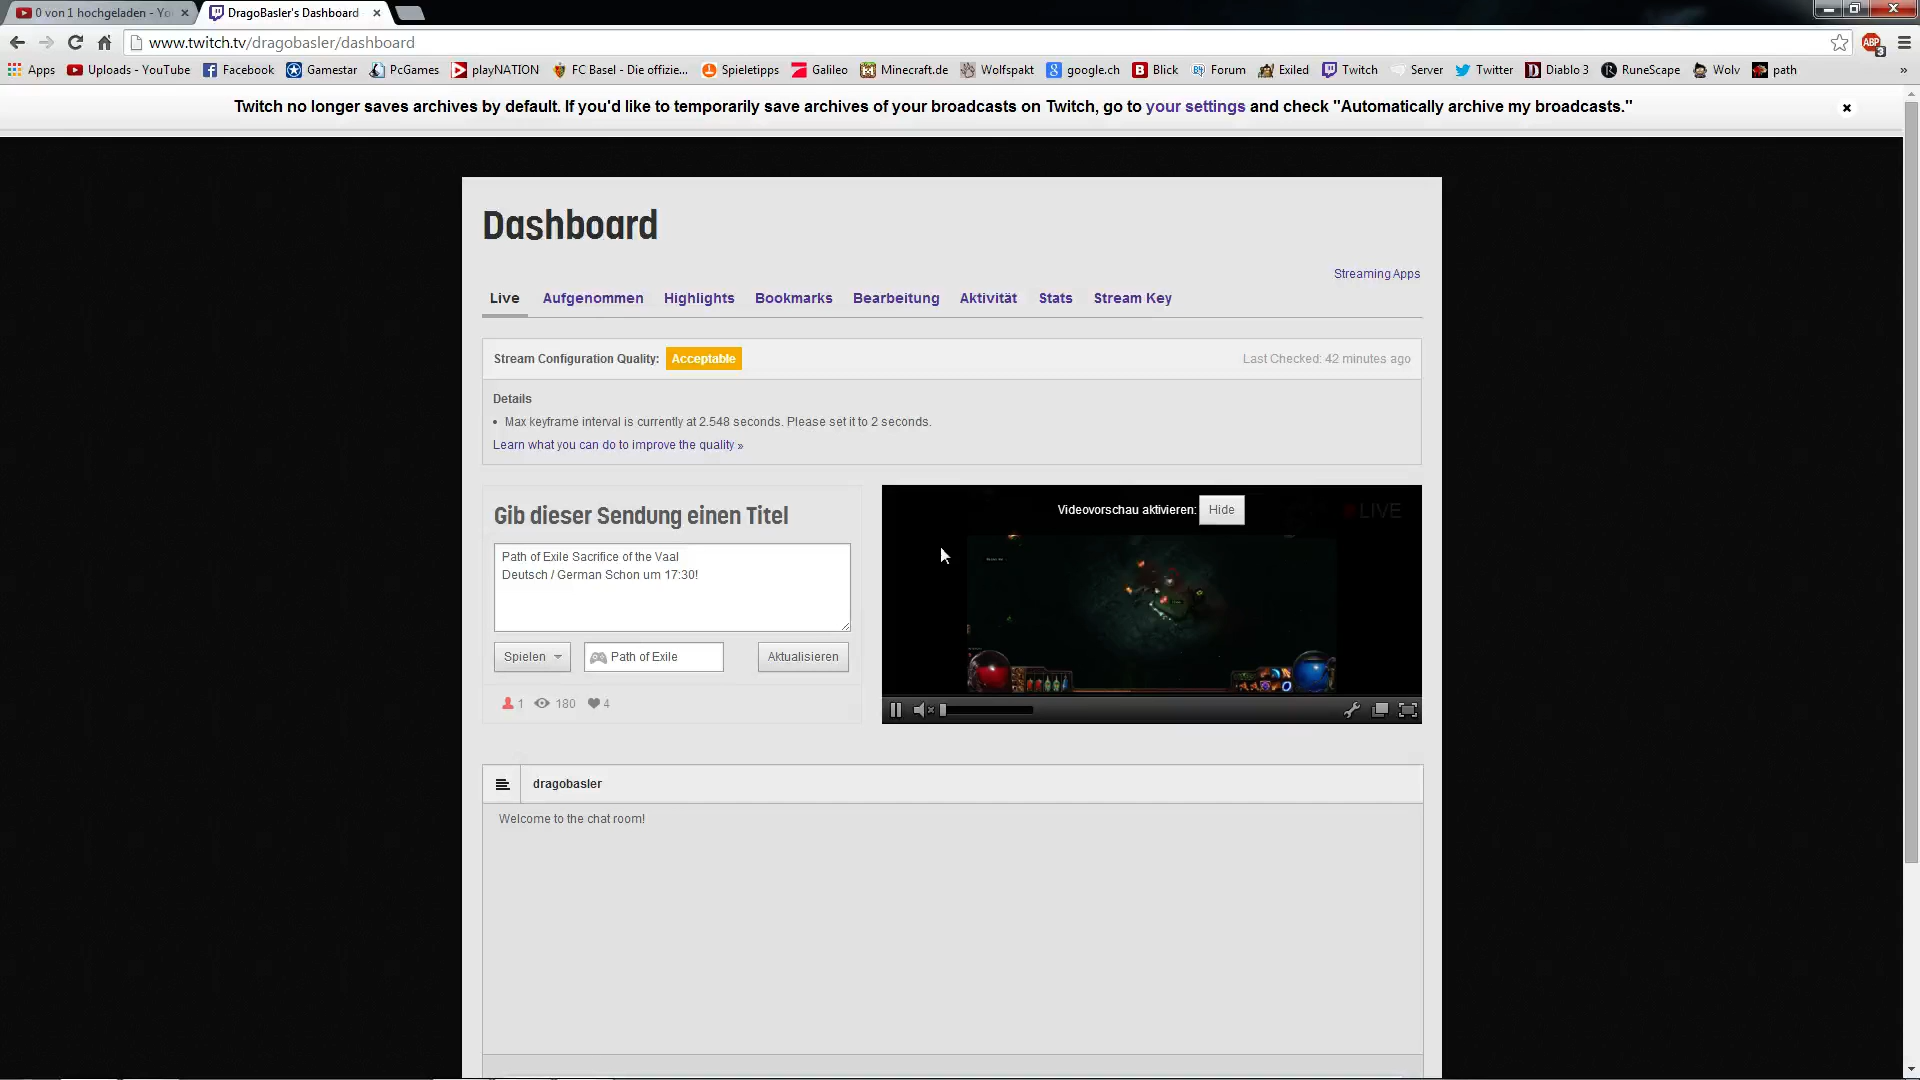 0 von 1 hochgeladen - Yo
DragoBasler's Dashboard
www.twitch.tv/dragobasler/dashboard
ABP
3
Apps
Uploads - YouTube
Facebook
Gamestar
PcGames
playNATION
FC Basel - Die offizie...
Spieletipps
Galileo
Minecraft.de
Wolfspakt
google.ch
Blick
Forum
Exiled
Twitch
Server
Twitter
Diablo 3
RuneScape
Wolv
path
»
Twitch no longer saves archives by default. If you'd like to temporarily save archives of your broadcasts on Twitch, go to your settings and check "Automatically archive my broadcasts."
Dashboard
Streaming Apps
Live
Aufgenommen
Highlights
Bookmarks
Bearbeitung
Aktivität
Stats
Stream Key
Stream Configuration Quality: Acceptable
Last Checked: 42 minutes ago
Details
• Max keyframe interval is currently at 2.548 seconds. Please set it to 2 seconds.
Learn what you can do to improve the quality »
Gib dieser Sendung einen Titel
Path of Exile Sacrifice of the Vaal
Deutsch / German Schon um 17:30!
Spielen
Path of Exile
Aktualisieren
1
180
4
Videovorschau aktivieren: Hide
LIVE
dragobasler
Welcome to the chat room!